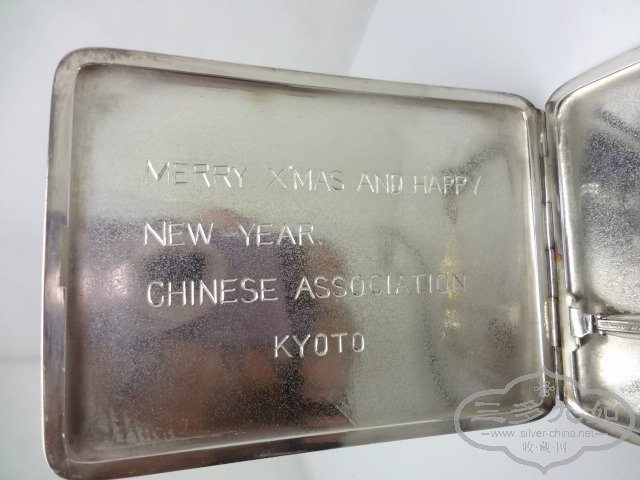 MERRY X'MAS AND HAPPY
NEW YEAR.
CHINESE ASSOCIATION
KYOTO
www.silver-china.net
收·藏·网